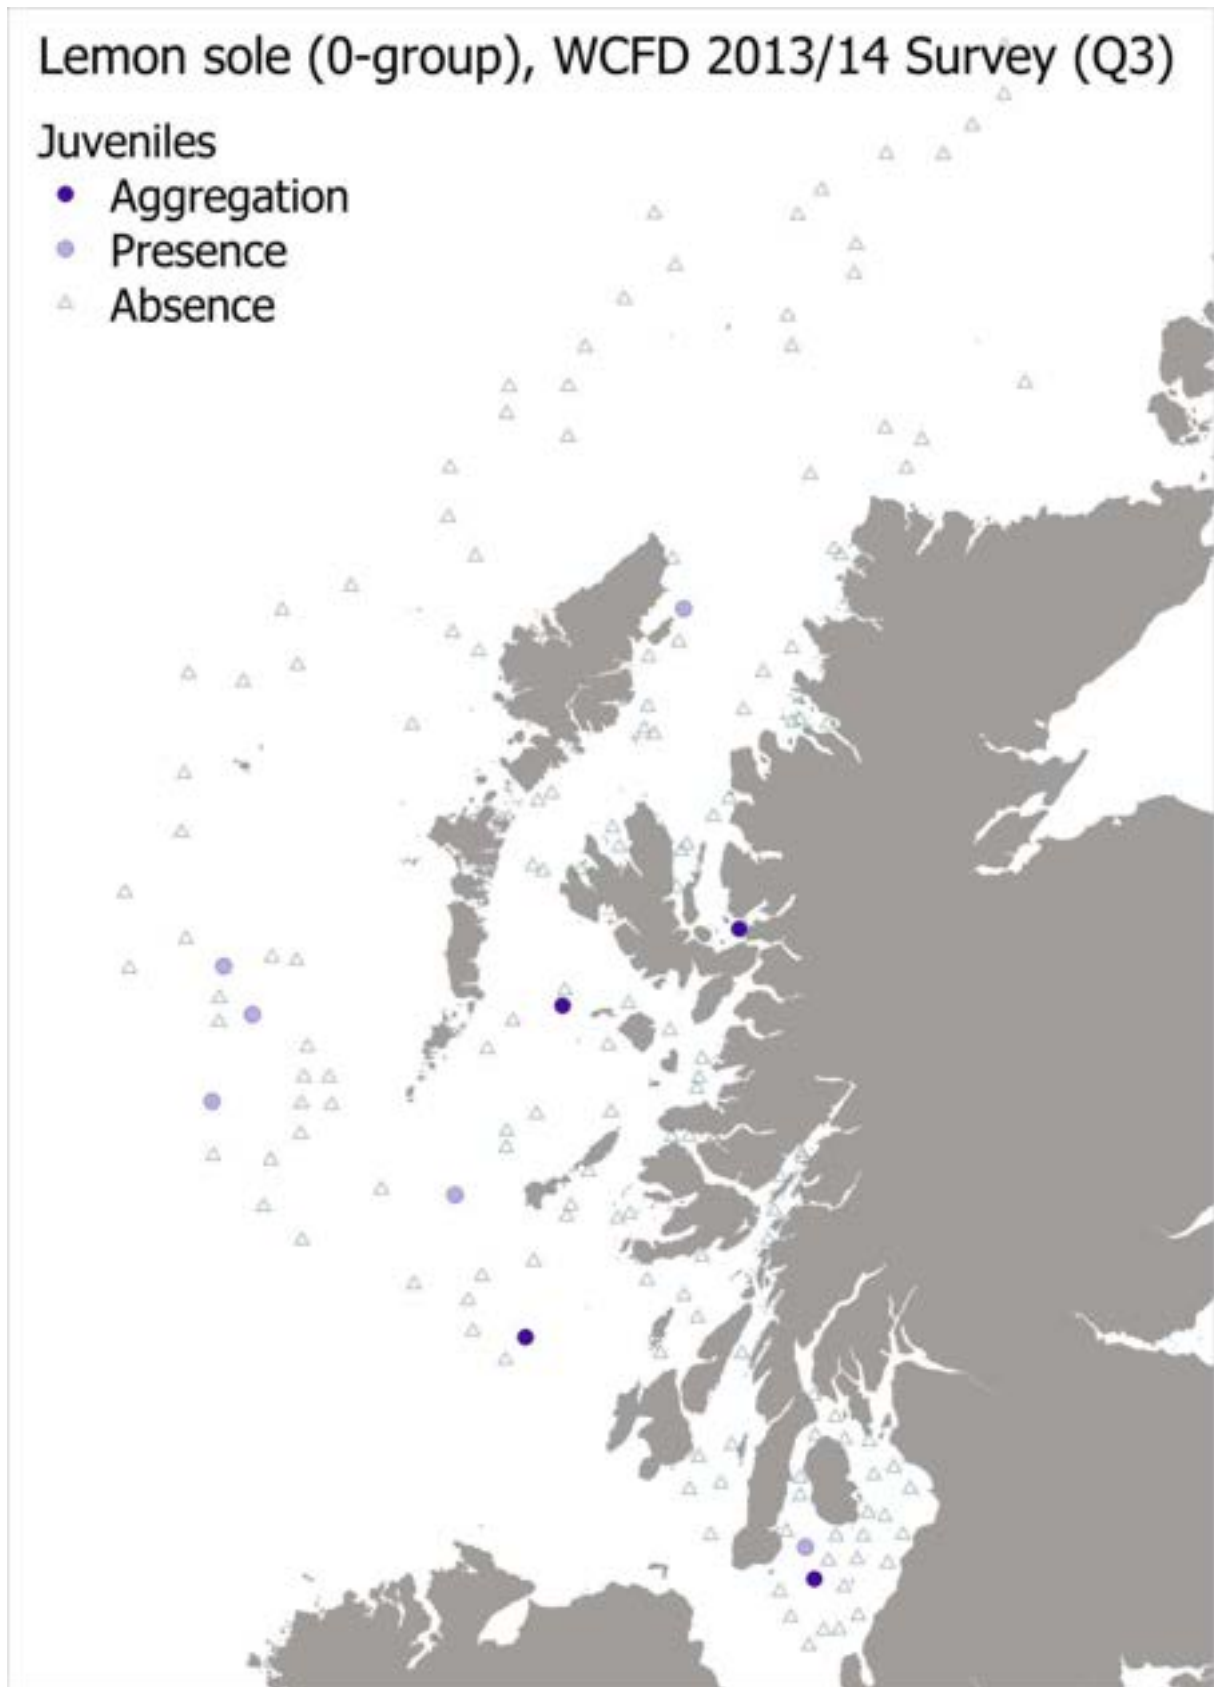 Lemon sole (0-group), WCFD 2013/14 Survey (Q3)
Juveniles
Aggregation
Presence
Absence